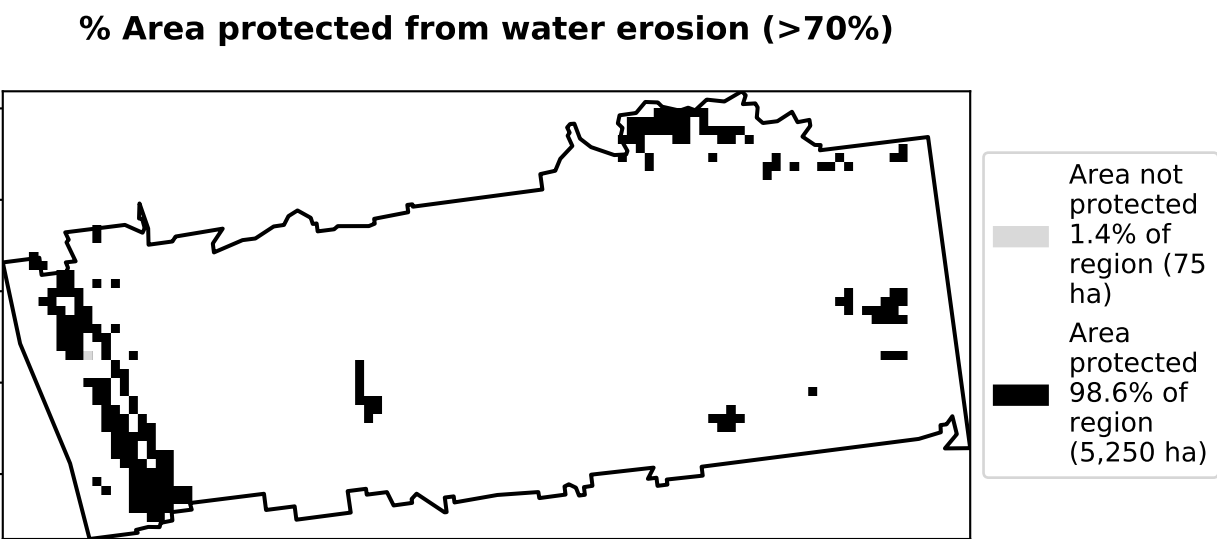 % Area protected from water erosion (>70%)
Area not
protected
1.4% of
region (75
ha)
Area
protected
98.6% of
region
(5,250 ha)